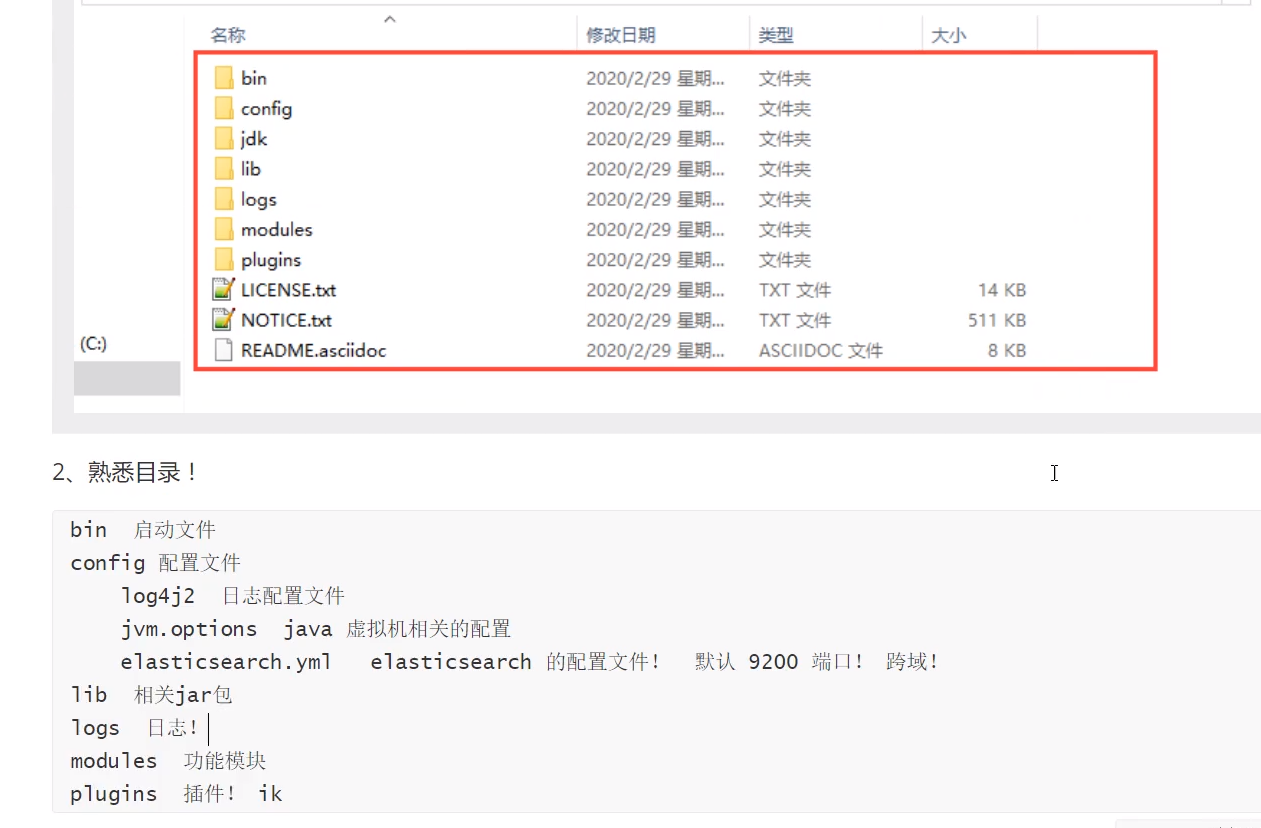 名称 修改日期 类型 大小
bin 2020/2/29 星期... 文件夹
config 2020/2/29 星期... 文件夹
jdk 2020/2/29 星期... 文件夹
lib 2020/2/29 星期... 文件夹
logs 2020/2/29 星期... 文件夹
modules 2020/2/29 星期... 文件夹
plugins 2020/2/29 星期... 文件夹
LICENSE.txt 2020/2/29 星期... TXT 文件 14 KB
NOTICE.txt 2020/2/29 星期... TXT 文件 511 KB
(C:)
README.asciidoc 2020/2/29 星期... ASCIIDOC 文件 8 KB
2、熟悉目录！
bin 启动文件
config 配置文件
log4j2 日志配置文件
jvm.options java 虚拟机相关的配置
elasticsearch.yml elasticsearch 的配置文件! 默认 9200 端口! 跨域!
lib 相关jar包
logs 日志!
modules 功能模块
plugins 插件! ik